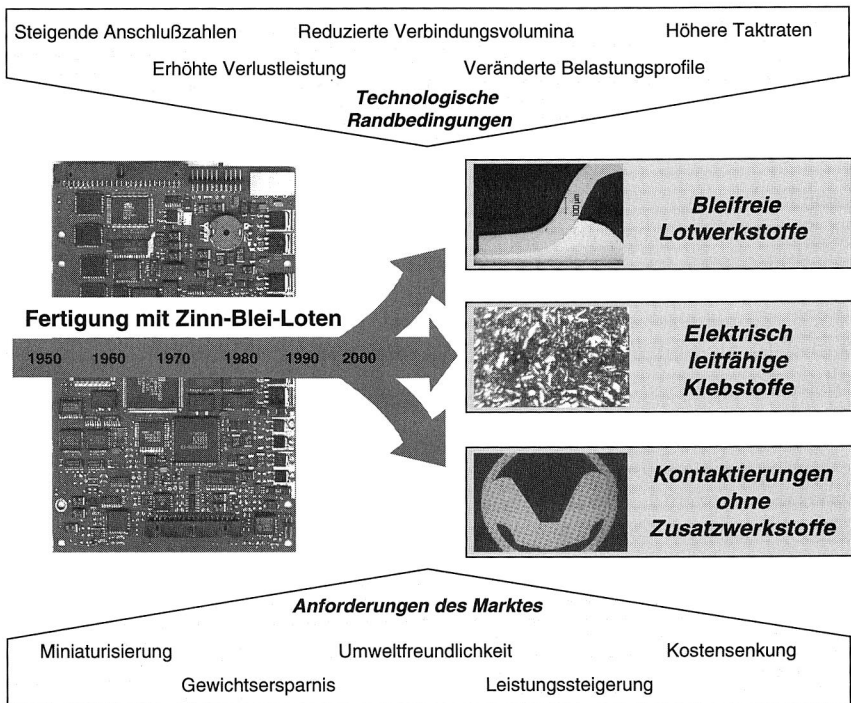 Steigende Anschlußzahlen Reduzierte Verbindungsvolumina Höhere Taktraten
Erhöhte Verlustleistung Veränderte Belastungsprofile
Technologische
Randbedingungen
Bleifreie
Lotwerkstoffe
Fertigung mit Zinn-Blei-Loten
1950 1960 1970 1980 1990 2000
Elektrisch
leitfähige
Klebstoffe
Kontaktierungen
ohne
Zusatzwerkstoffe
Anforderungen des Marktes
Miniaturisierung Umweltfreundlichkeit Kostensenkung
Gewichtsersparnis Leistungssteigerung